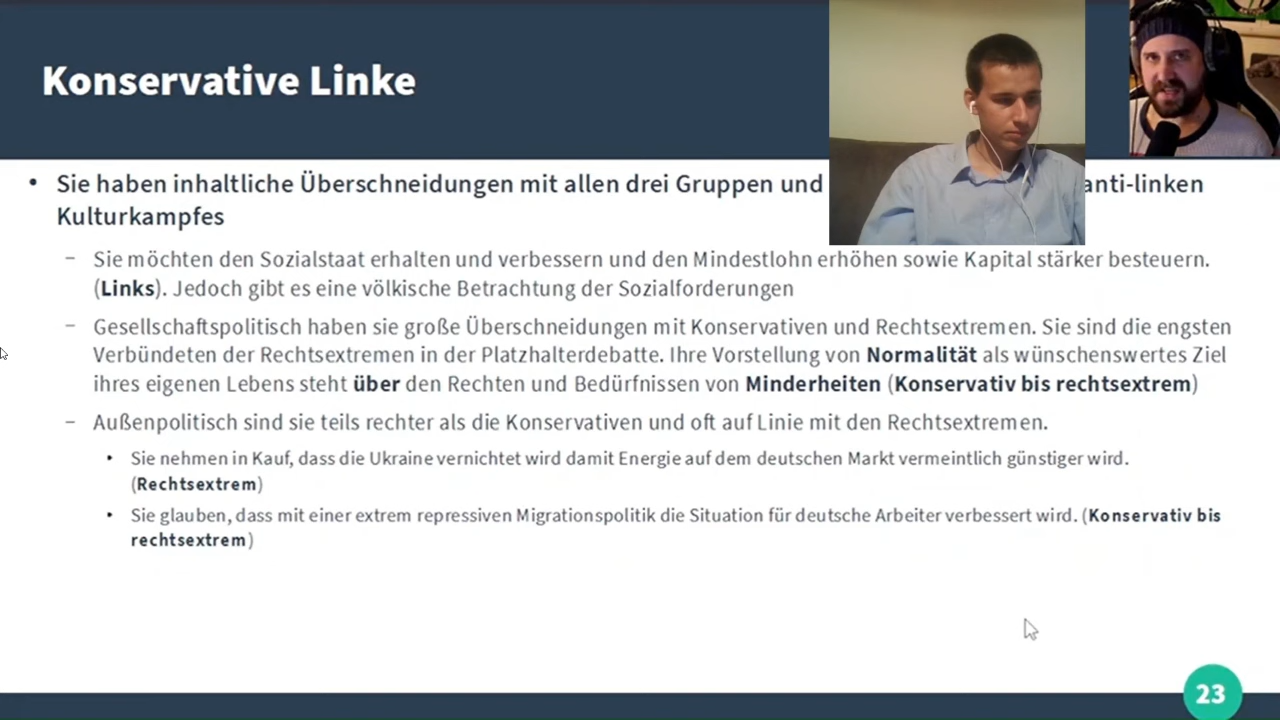 Konservative Linke
• Sie haben inhaltliche Überschneidungen mit allen drei Gruppen und anti-linken
Kulturkampfes
– Sie möchten den Sozialstaat erhalten und verbessern und den Mindestlohn erhöhen sowie Kapital stärker besteuern.
(Links). Jedoch gibt es eine völkische Betrachtung der Sozialforderungen
– Gesellschaftspolitisch haben sie große Überschneidungen mit Konservativen und Rechtsextremen. Sie sind die engsten
Verbündeten der Rechtsextremen in der Platzhalterdebatte. Ihre Vorstellung von Normalität als wünschenswertes Ziel
ihres eigenen Lebens steht über den Rechten und Bedürfnissen von Minderheiten (Konservativ bis rechtsextrem)
– Außenpolitisch sind sie teils rechter als die Konservativen und oft auf Linie mit den Rechtsextremen.
• Sie nehmen in Kauf, dass die Ukraine vernichtet wird damit Energie auf dem deutschen Markt vermeintlich günstiger wird.
(Rechtsextrem)
• Sie glauben, dass mit einer extrem repressiven Migrationspolitik die Situation für deutsche Arbeiter verbessert wird. (Konservativ bis
rechtsextrem)
23